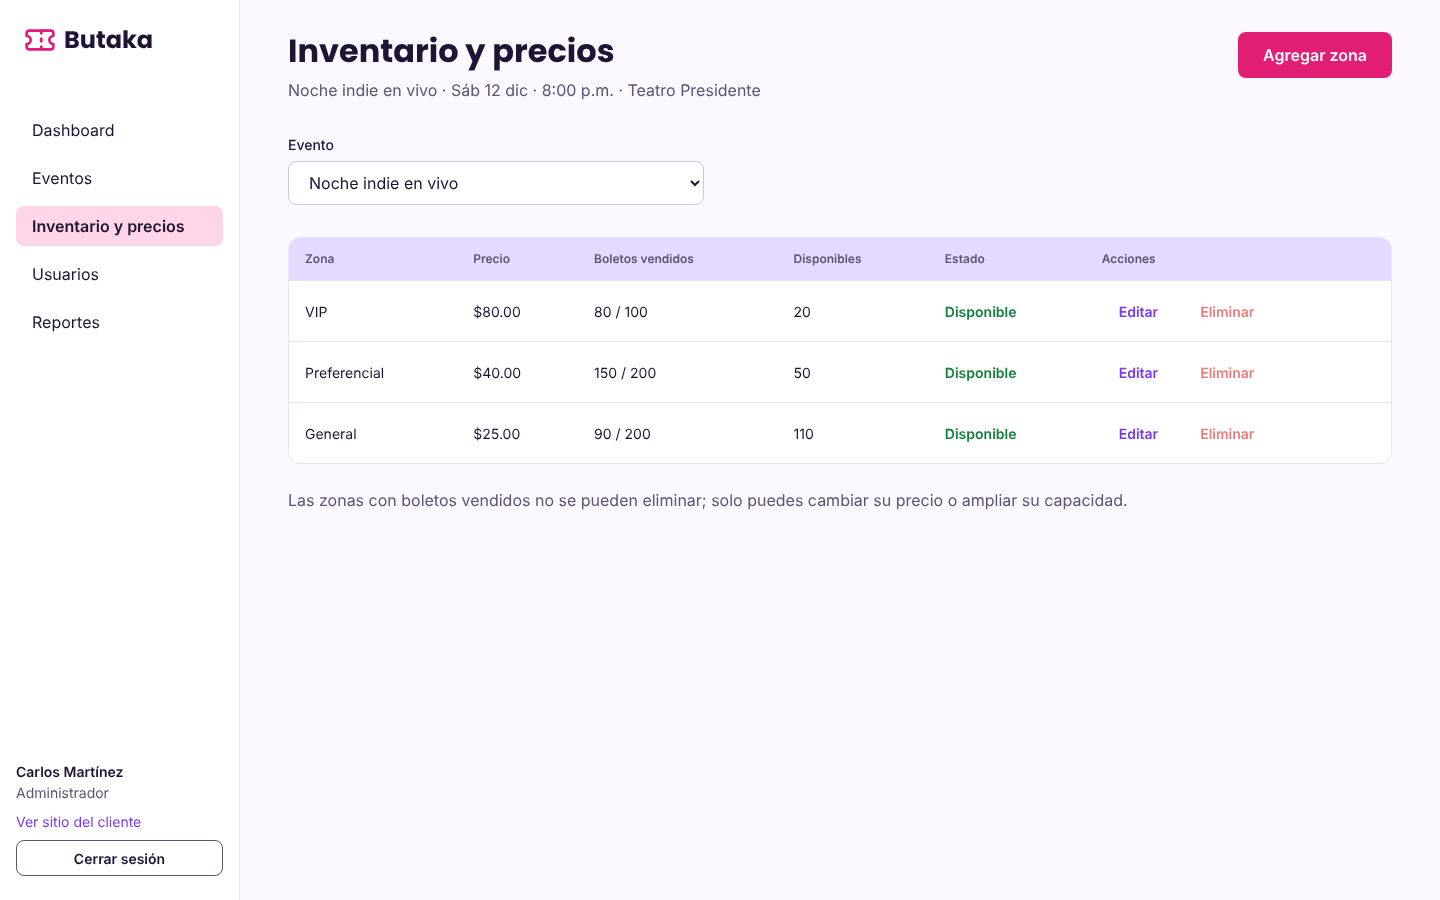 Butaka
Dashboard
Eventos
Inventario y precios
Usuarios
Reportes
Carlos Martínez
Administrador
Ver sitio del cliente
Cerrar sesión
Inventario y precios
Noche indie en vivo · Sáb 12 dic · 8:00 p.m. · Teatro Presidente
Agregar zona
Evento
Noche indie en vivo
Zona Precio Boletos vendidos Disponibles Estado Acciones
VIP $80.00 80 / 100 20 Disponible Editar Eliminar
Preferencial $40.00 150 / 200 50 Disponible Editar Eliminar
General $25.00 90 / 200 110 Disponible Editar Eliminar
Las zonas con boletos vendidos no se pueden eliminar; solo puedes cambiar su precio o ampliar su capacidad.